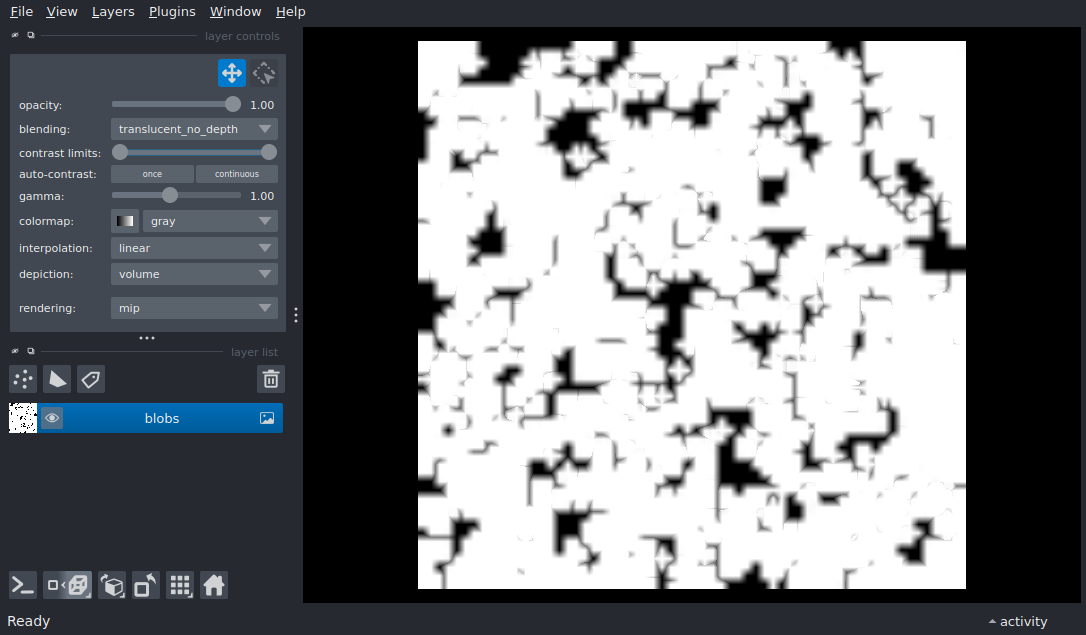 File View Layers Plugins Window Help
layer controls
opacity: 1.00
blending: translucent_no_depth
contrast limits:
auto-contrast: once continuous
gamma: 1.00
colormap: gray
interpolation: linear
depiction: volume
rendering: mip
layer list
blobs
Ready activity